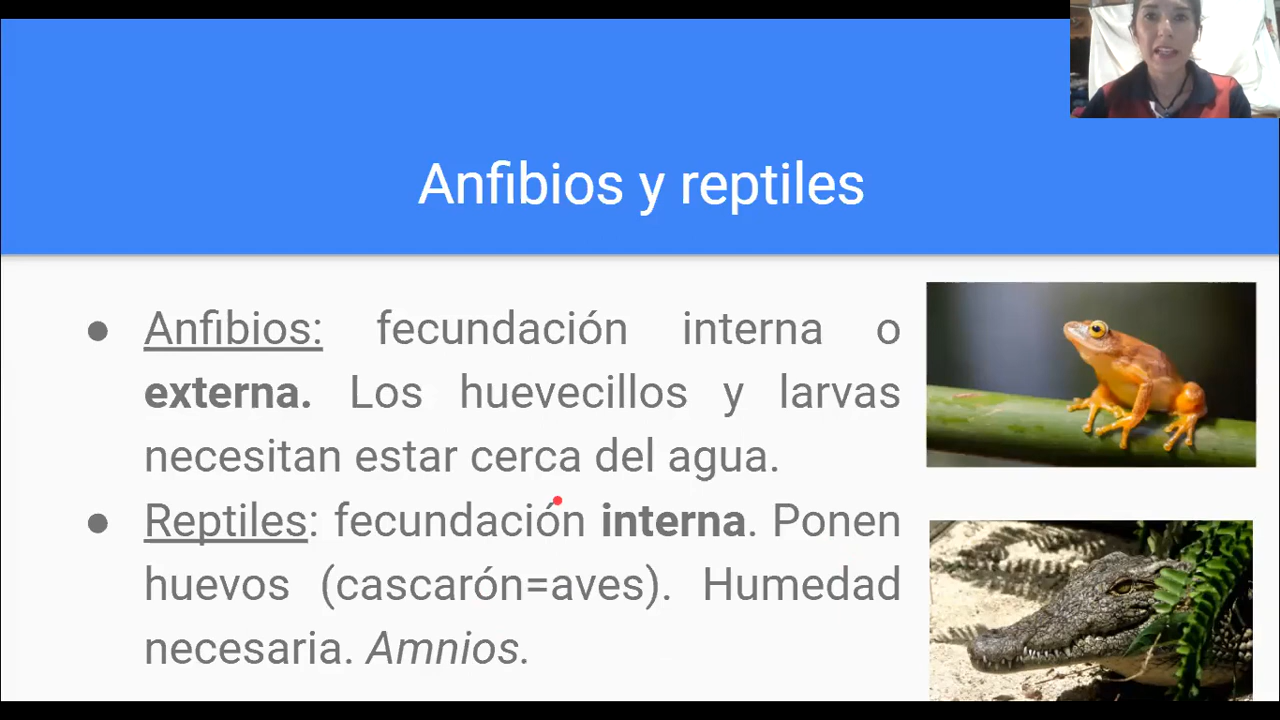 Anfibios y reptiles
● Anfibios: fecundación interna o
externa. Los huevecillos y larvas
necesitan estar cerca del agua.
● Reptiles: fecundación interna. Ponen
huevos (cascarón=aves). Humedad
necesaria. Amnios.